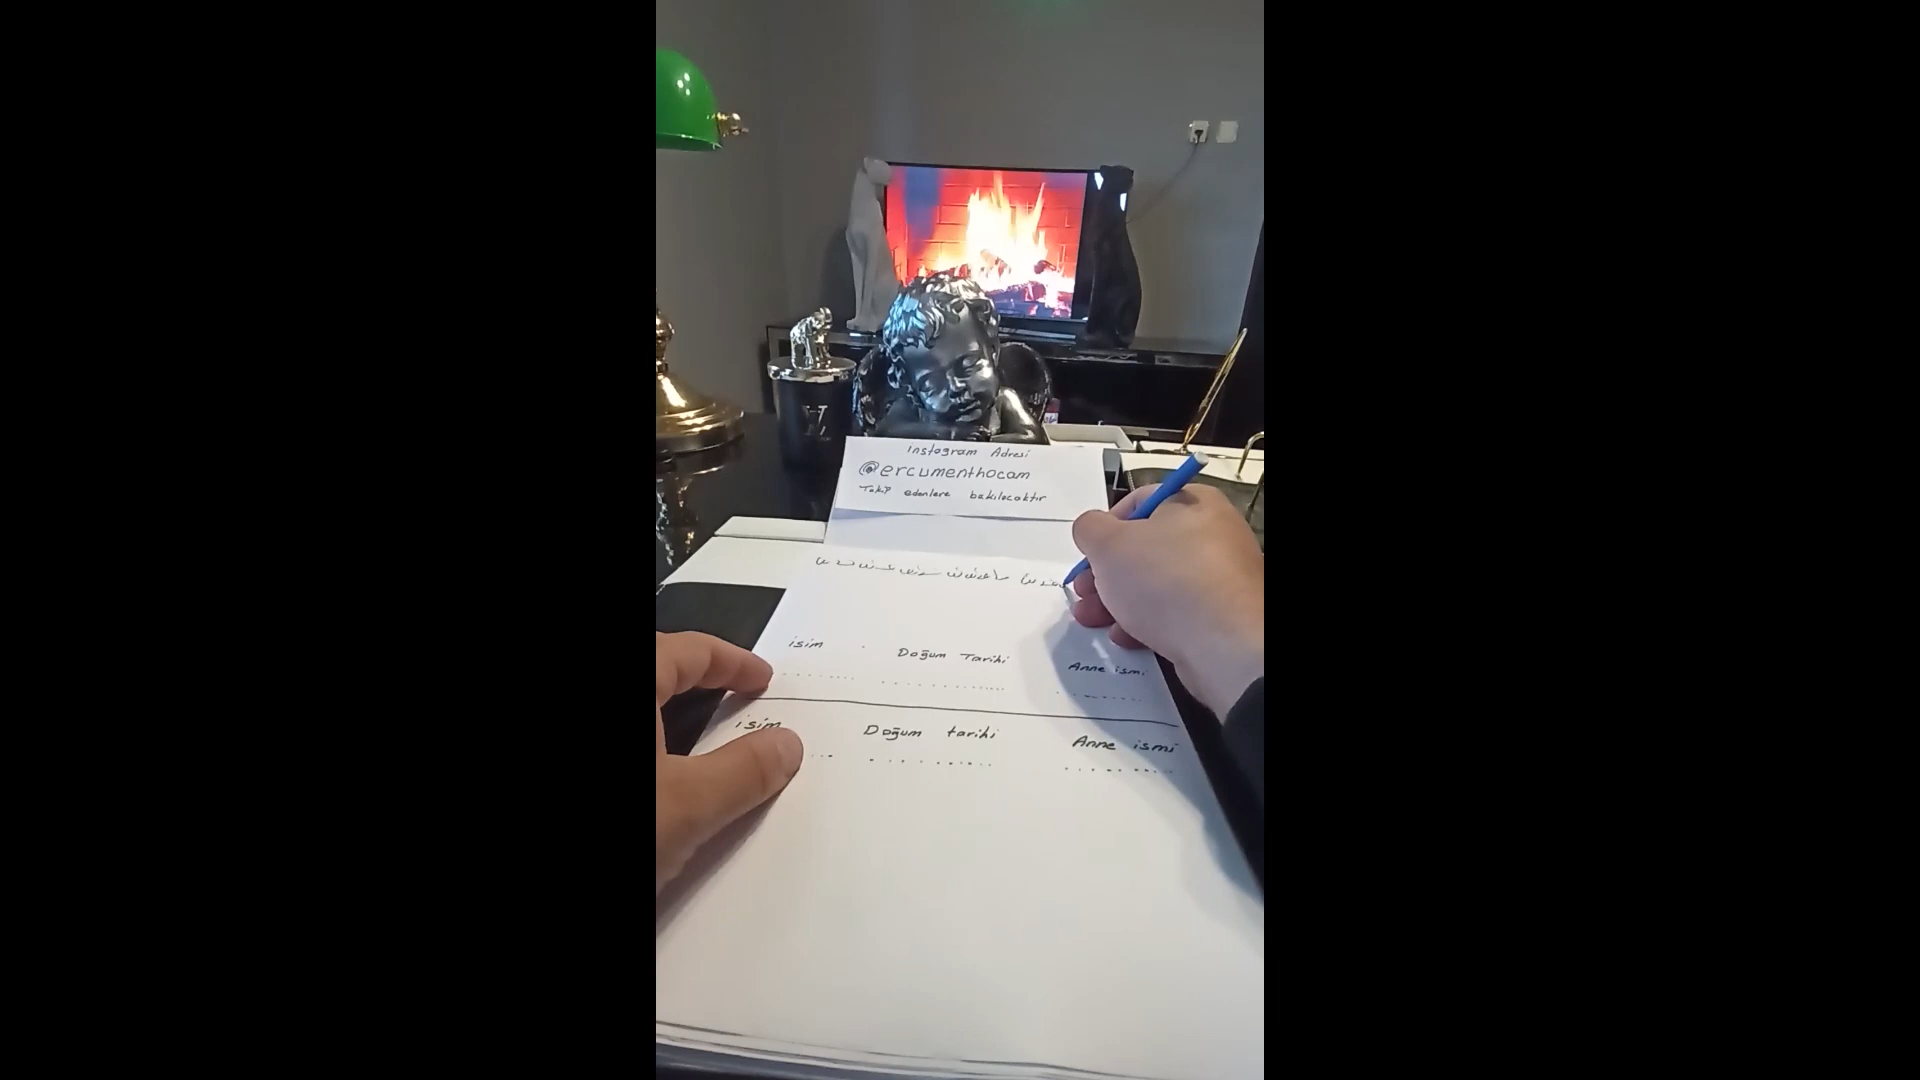 Instagram Adresi
@ercumenthocam
Takip edenlere bakılacaktır
isim Doğum Tarihi Anne ismi
isim Doğum tarihi Anne ismi